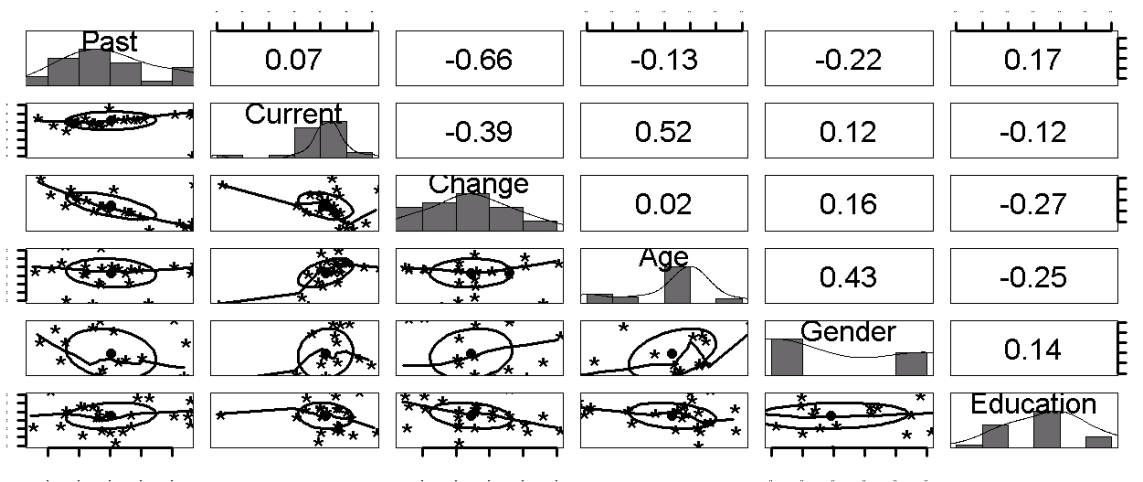 Past 0.07 -0.66 -0.13 -0.22 0.17
Current -0.39 0.52 0.12 -0.12
Change 0.02 0.16 -0.27
Age 0.43 -0.25
Gender 0.14
Education